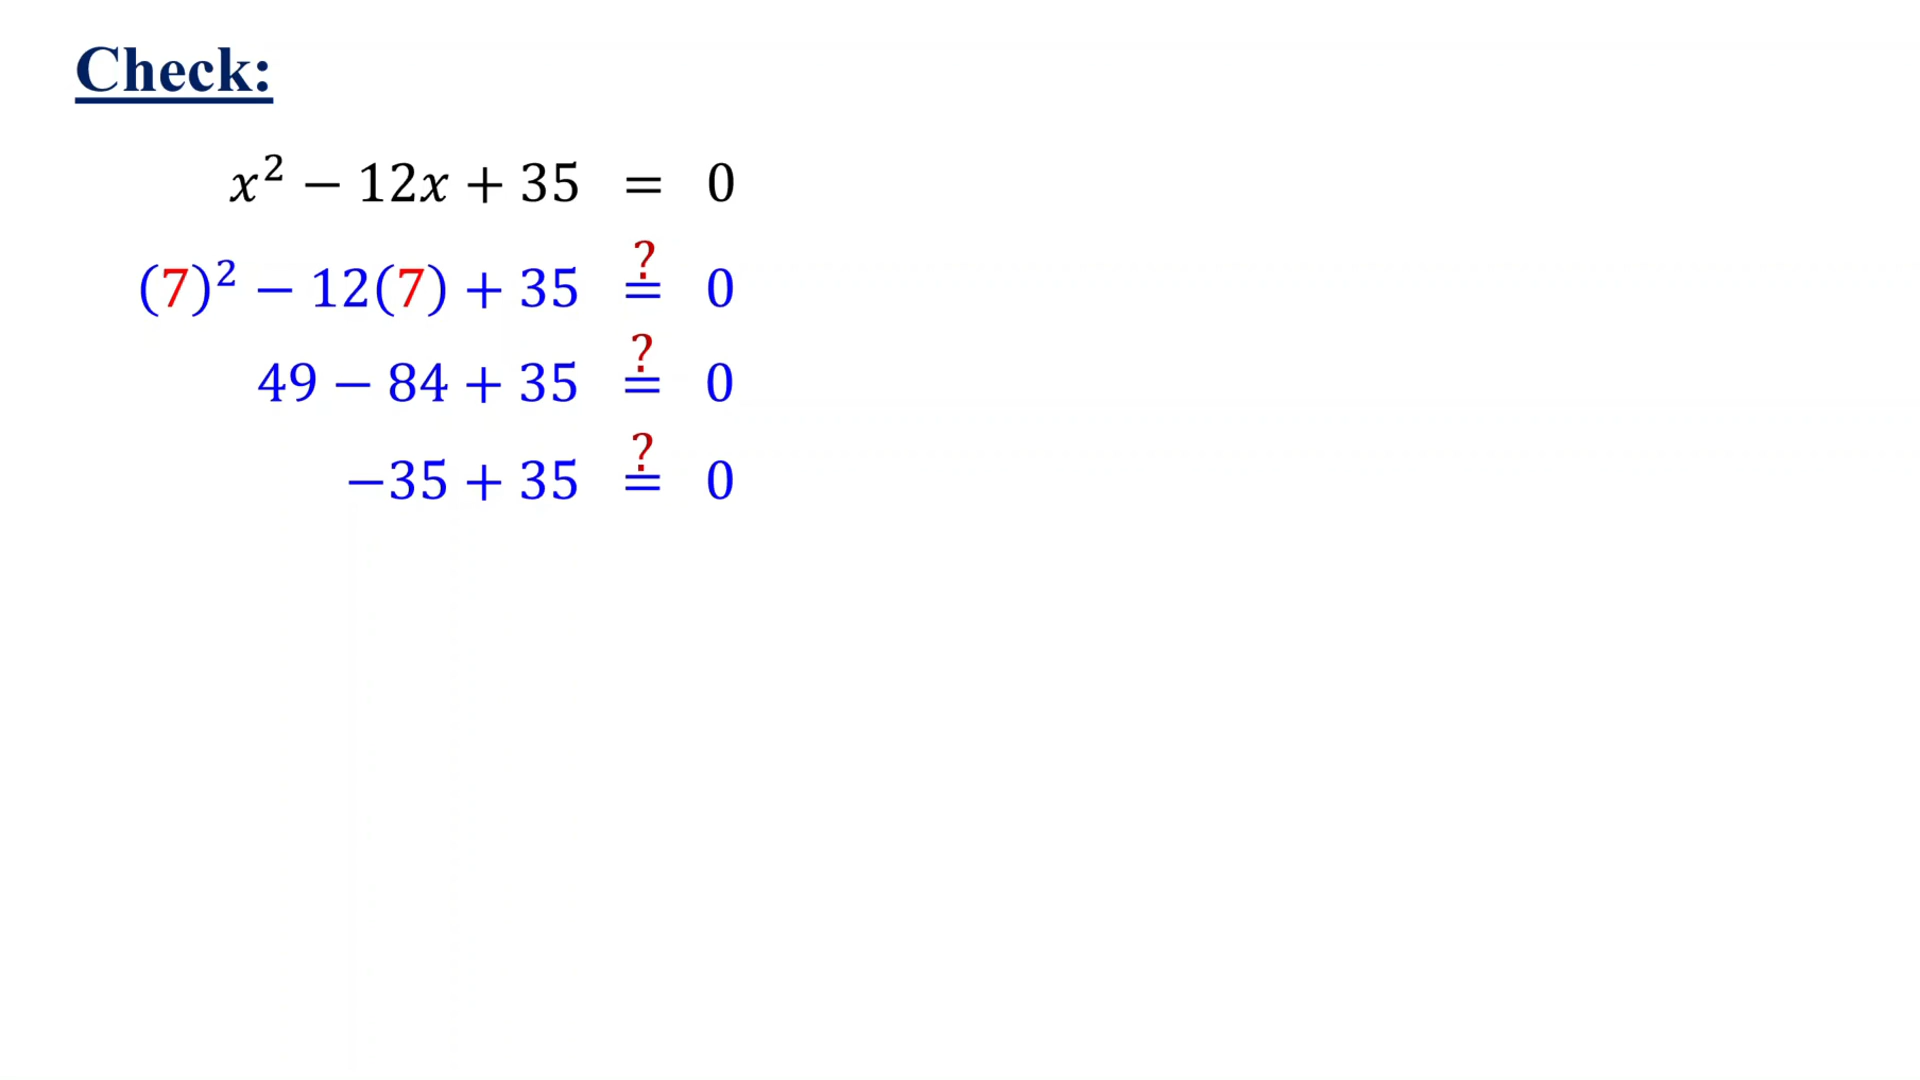 Check:
x² − 12x + 35 = 0
(7)² − 12(7) + 35 ≟ 0
49 − 84 + 35 ≟ 0
−35 + 35 ≟ 0